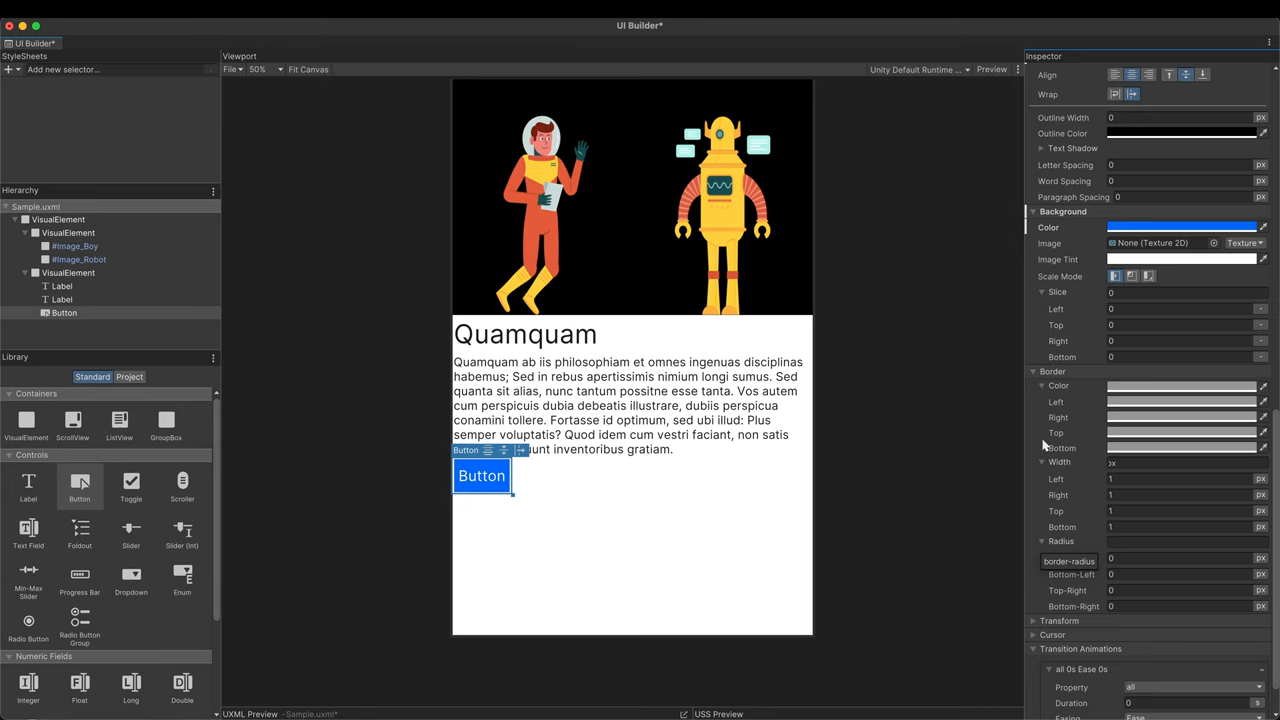 UI Builder*
UI Builder*
StyleSheets
Add new selector...
Hierarchy
Sample.uxml
VisualElement
VisualElement
#Image_Boy
#Image_Robot
VisualElement
Label
Label
Button
Library
Standard Project
Containers
VisualElement ScrollView ListView GroupBox
Controls
Label Button Toggle Scroller
Text Field Foldout Slider Slider (Int)
Min-Max Slider Progress Bar Dropdown Enum
Radio Button Radio Button Group
Numeric Fields
Integer Float Long Double
Viewport
File 50% Fit Canvas Unity Default Runtime ... Preview
Quamquam
Quamquam ab iis philosophiam et omnes ingenuas disciplinas
habemus; Sed in rebus apertissimis nimium longi sumus. Sed
quanta sit alias, nunc tantum possitne esse tanta. Vos autem
cum perspicuis dubia debeatis illustrare, dubiis perspicua
conamini tollere. Fortasse id optimum, sed ubi illud: Plus
semper voluptatis? Quod idem cum vestri faciant, non satis
Button unt inventoribus gratiam.
Button
UXML Preview Sample.uxml* USS Preview
Inspector
Align
Wrap
Outline Width 0 px
Outline Color
Text Shadow
Letter Spacing 0 px
Word Spacing 0 px
Paragraph Spacing 0 px
Background
Color
Image None (Texture 2D) Texture
Image Tint
Scale Mode
Slice 0
Left 0 -
Top 0 -
Right 0 -
Bottom 0 -
Border
Color
Left
Right
Top
Bottom
Width px
Left 1 px
Right 1 px
Top 1 px
Bottom 1 px
Radius
border-radius 0 px
Bottom-Left 0 px
Top-Right 0 px
Bottom-Right 0 px
Transform
Cursor
Transition Animations
all 0s Ease 0s
Property all
Duration 0 s
Easing Ease